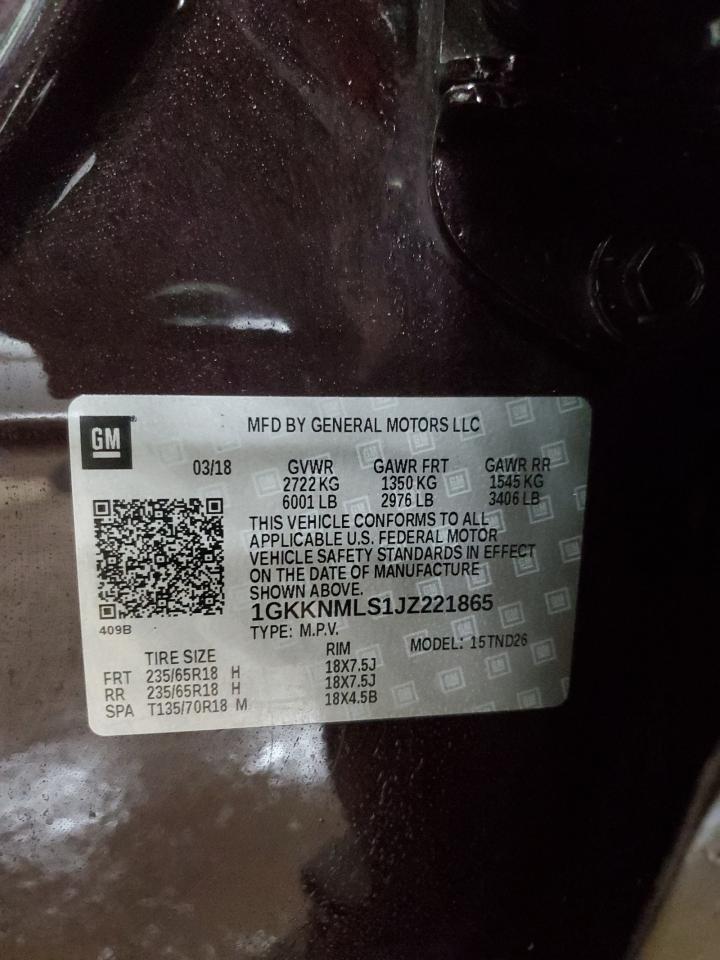 GM
MFD BY GENERAL MOTORS LLC
03/18 GVWR GAWR FRT GAWR RR
2722 KG 1350 KG 1545 KG
6001 LB 2976 LB 3406 LB
THIS VEHICLE CONFORMS TO ALL
APPLICABLE U.S. FEDERAL MOTOR
VEHICLE SAFETY STANDARDS IN EFFECT
ON THE DATE OF MANUFACTURE
SHOWN ABOVE.
1GKKNMLS1JZ221865
409B
TYPE: M.P.V. MODEL: 15TND26
TIRE SIZE RIM
FRT 235/65R18 H 18X7.5J
RR 235/65R18 H 18X7.5J
SPA T135/70R18 M 18X4.5B